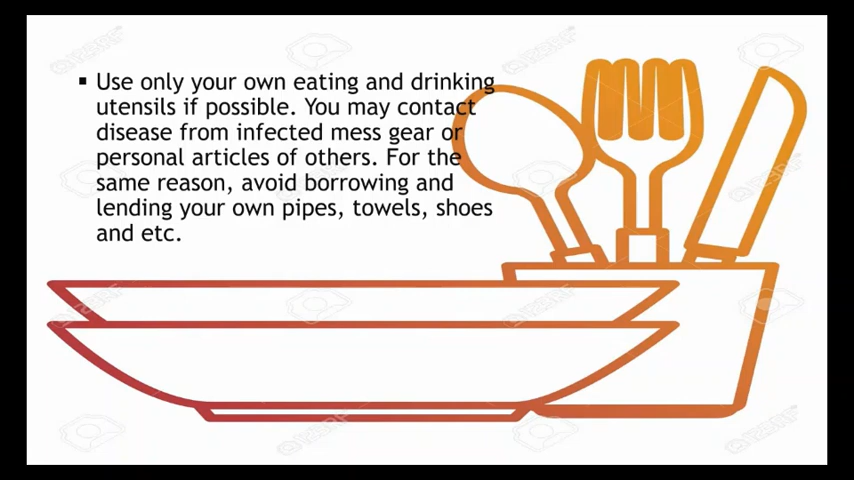 ▪ Use only your own eating and drinking
utensils if possible. You may contact
disease from infected mess gear or
personal articles of others. For the
same reason, avoid borrowing and
lending your own pipes, towels, shoes
and etc.